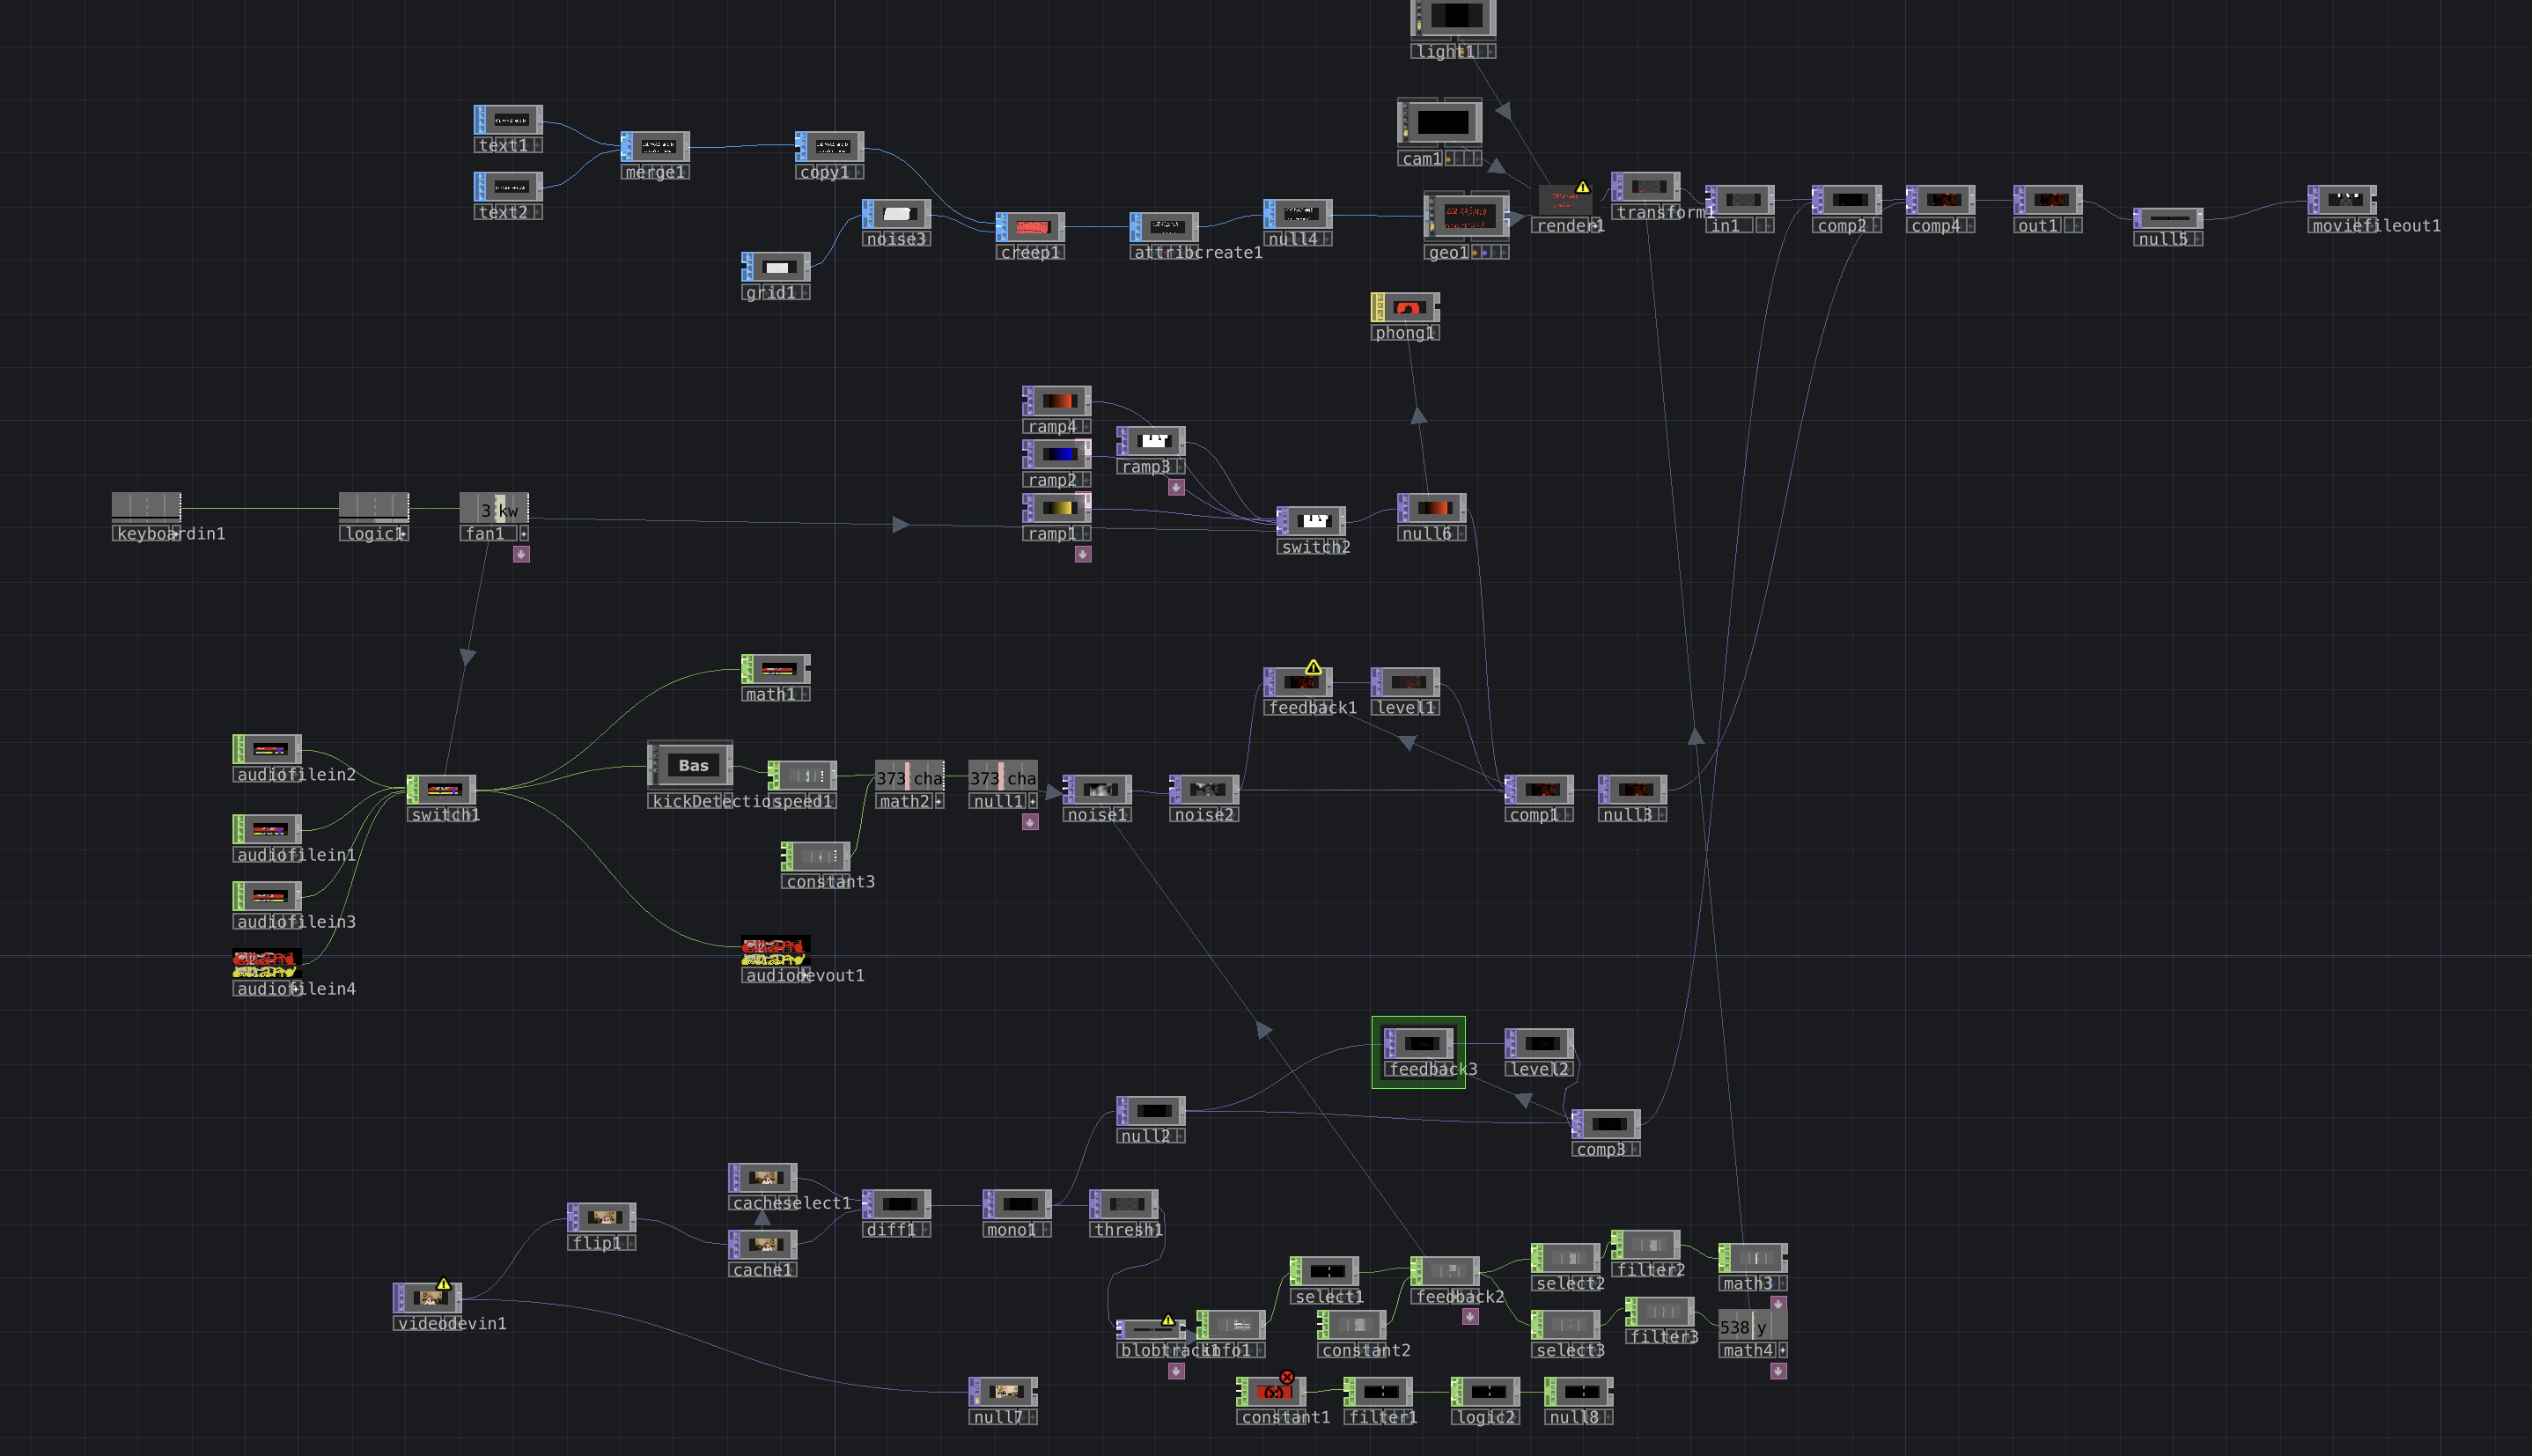 light1
text1
text2
merge1
copy1
noise3
grid1
creep1
attribcreate1
null4
cam1
geo1
render1
transform1
in1
comp2
comp4
out1
null5
moviefileout1
phong1
ramp4
ramp2
ramp3
ramp1
switch2
null6
keyboardin1
logic1
3 kw
fan1
math1
feedback1
level1
audiofilein2
audiofilein1
audiofilein3
audiofilein4
switch1
Bas
kickDetection
speed1
373 cha
math2
373 cha
null1
constant3
noise1
noise2
comp1
null3
audiodevout1
feedback3
level2
null2
comp3
cacheselect1
flip1
cache1
diff1
mono1
thresh1
videodevin1
blobtrack1
info1
select1
constant2
feedback2
select2
filter2
math3
select3
filter3
538 y
math4
null7
constant1
filter1
logic2
null8